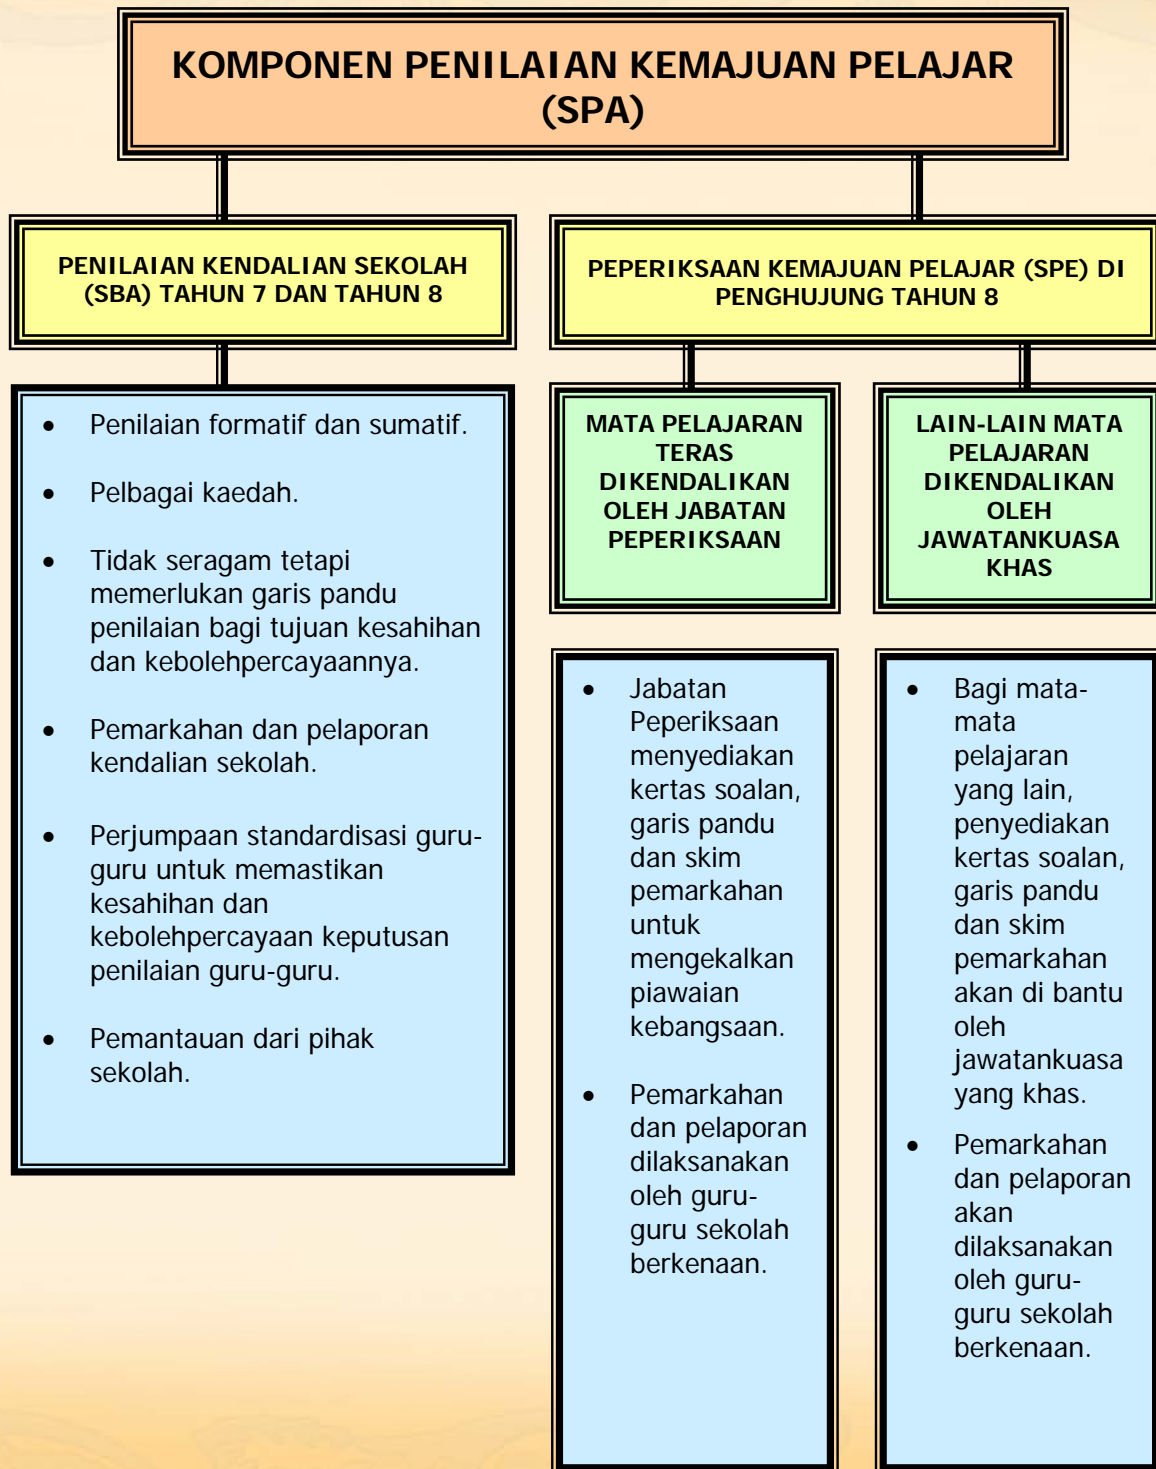 KOMPONEN PENILAIAN KEMAJUAN PELAJAR
(SPA)
PENILAIAN KENDALIAN SEKOLAH
(SBA) TAHUN 7 DAN TAHUN 8
• Penilaian formatif dan sumatif.
• Pelbagai kaedah.
• Tidak seragam tetapi
memerlukan garis pandu
penilaian bagi tujuan kesahihan
dan kebolehpercayaannya.
• Pemarkahan dan pelaporan
kendalian sekolah.
• Perjumpaan standardisasi guru-
guru untuk memastikan
kesahihan dan
kebolehpercayaan keputusan
penilaian guru-guru.
• Pemantauan dari pihak
sekolah.
PEPERIKSAAN KEMAJUAN PELAJAR (SPE) DI
PENGHUJUNG TAHUN 8
MATA PELAJARAN
TERAS
DIKENDALIKAN
OLEH JABATAN
PEPERIKSAAN
• Jabatan
Peperiksaan
menyediakan
kertas soalan,
garis pandu
dan skim
pemarkahan
untuk
mengekalkan
piawaian
kebangsaan.
• Pemarkahan
dan pelaporan
dilaksanakan
oleh guru-
guru sekolah
berkenaan.
LAIN-LAIN MATA
PELAJARAN
DIKENDALIKAN
OLEH
JAWATANKUASA
KHAS
• Bagi mata-
mata
pelajaran
yang lain,
penyediakan
kertas soalan,
garis pandu
dan skim
pemarkahan
akan di bantu
oleh
jawatankuasa
yang khas.
• Pemarkahan
dan pelaporan
akan
dilaksanakan
oleh guru-
guru sekolah
berkenaan.